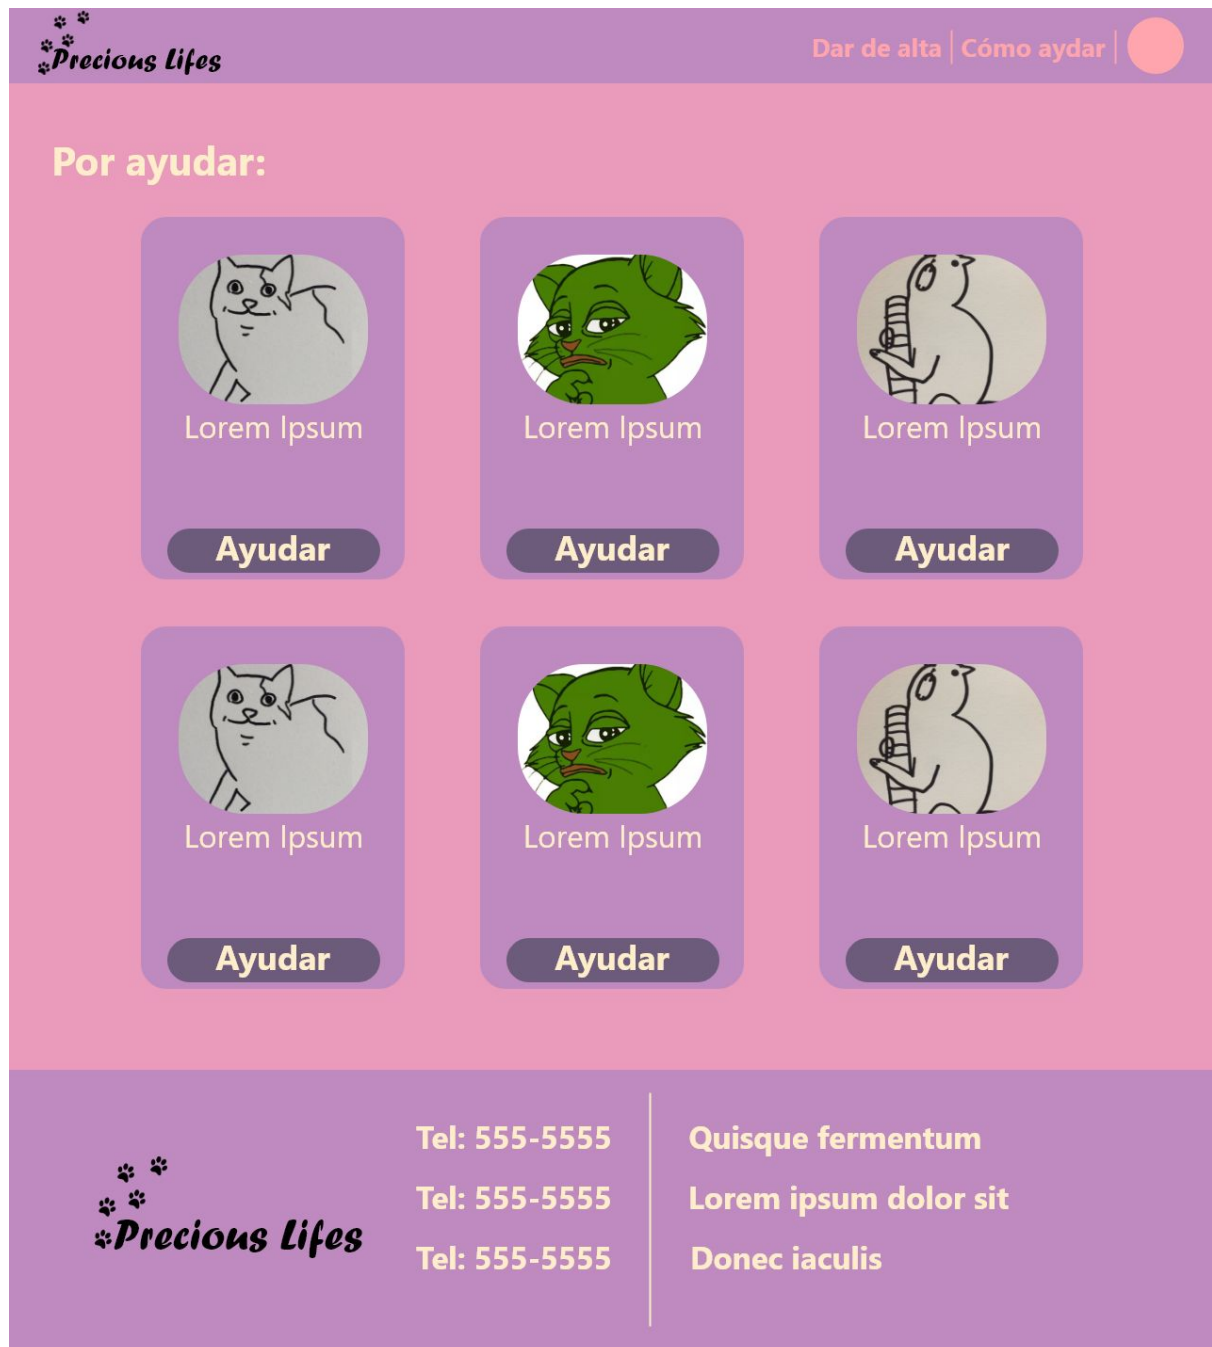 Precious Lifes
Dar de alta | Cómo aydar |
Por ayudar:
Lorem Ipsum
Lorem Ipsum
Lorem Ipsum
Ayudar
Ayudar
Ayudar
Lorem Ipsum
Lorem Ipsum
Lorem Ipsum
Ayudar
Ayudar
Ayudar
Precious Lifes
Tel: 555-5555
Tel: 555-5555
Tel: 555-5555
Quisque fermentum
Lorem ipsum dolor sit
Donec iaculis